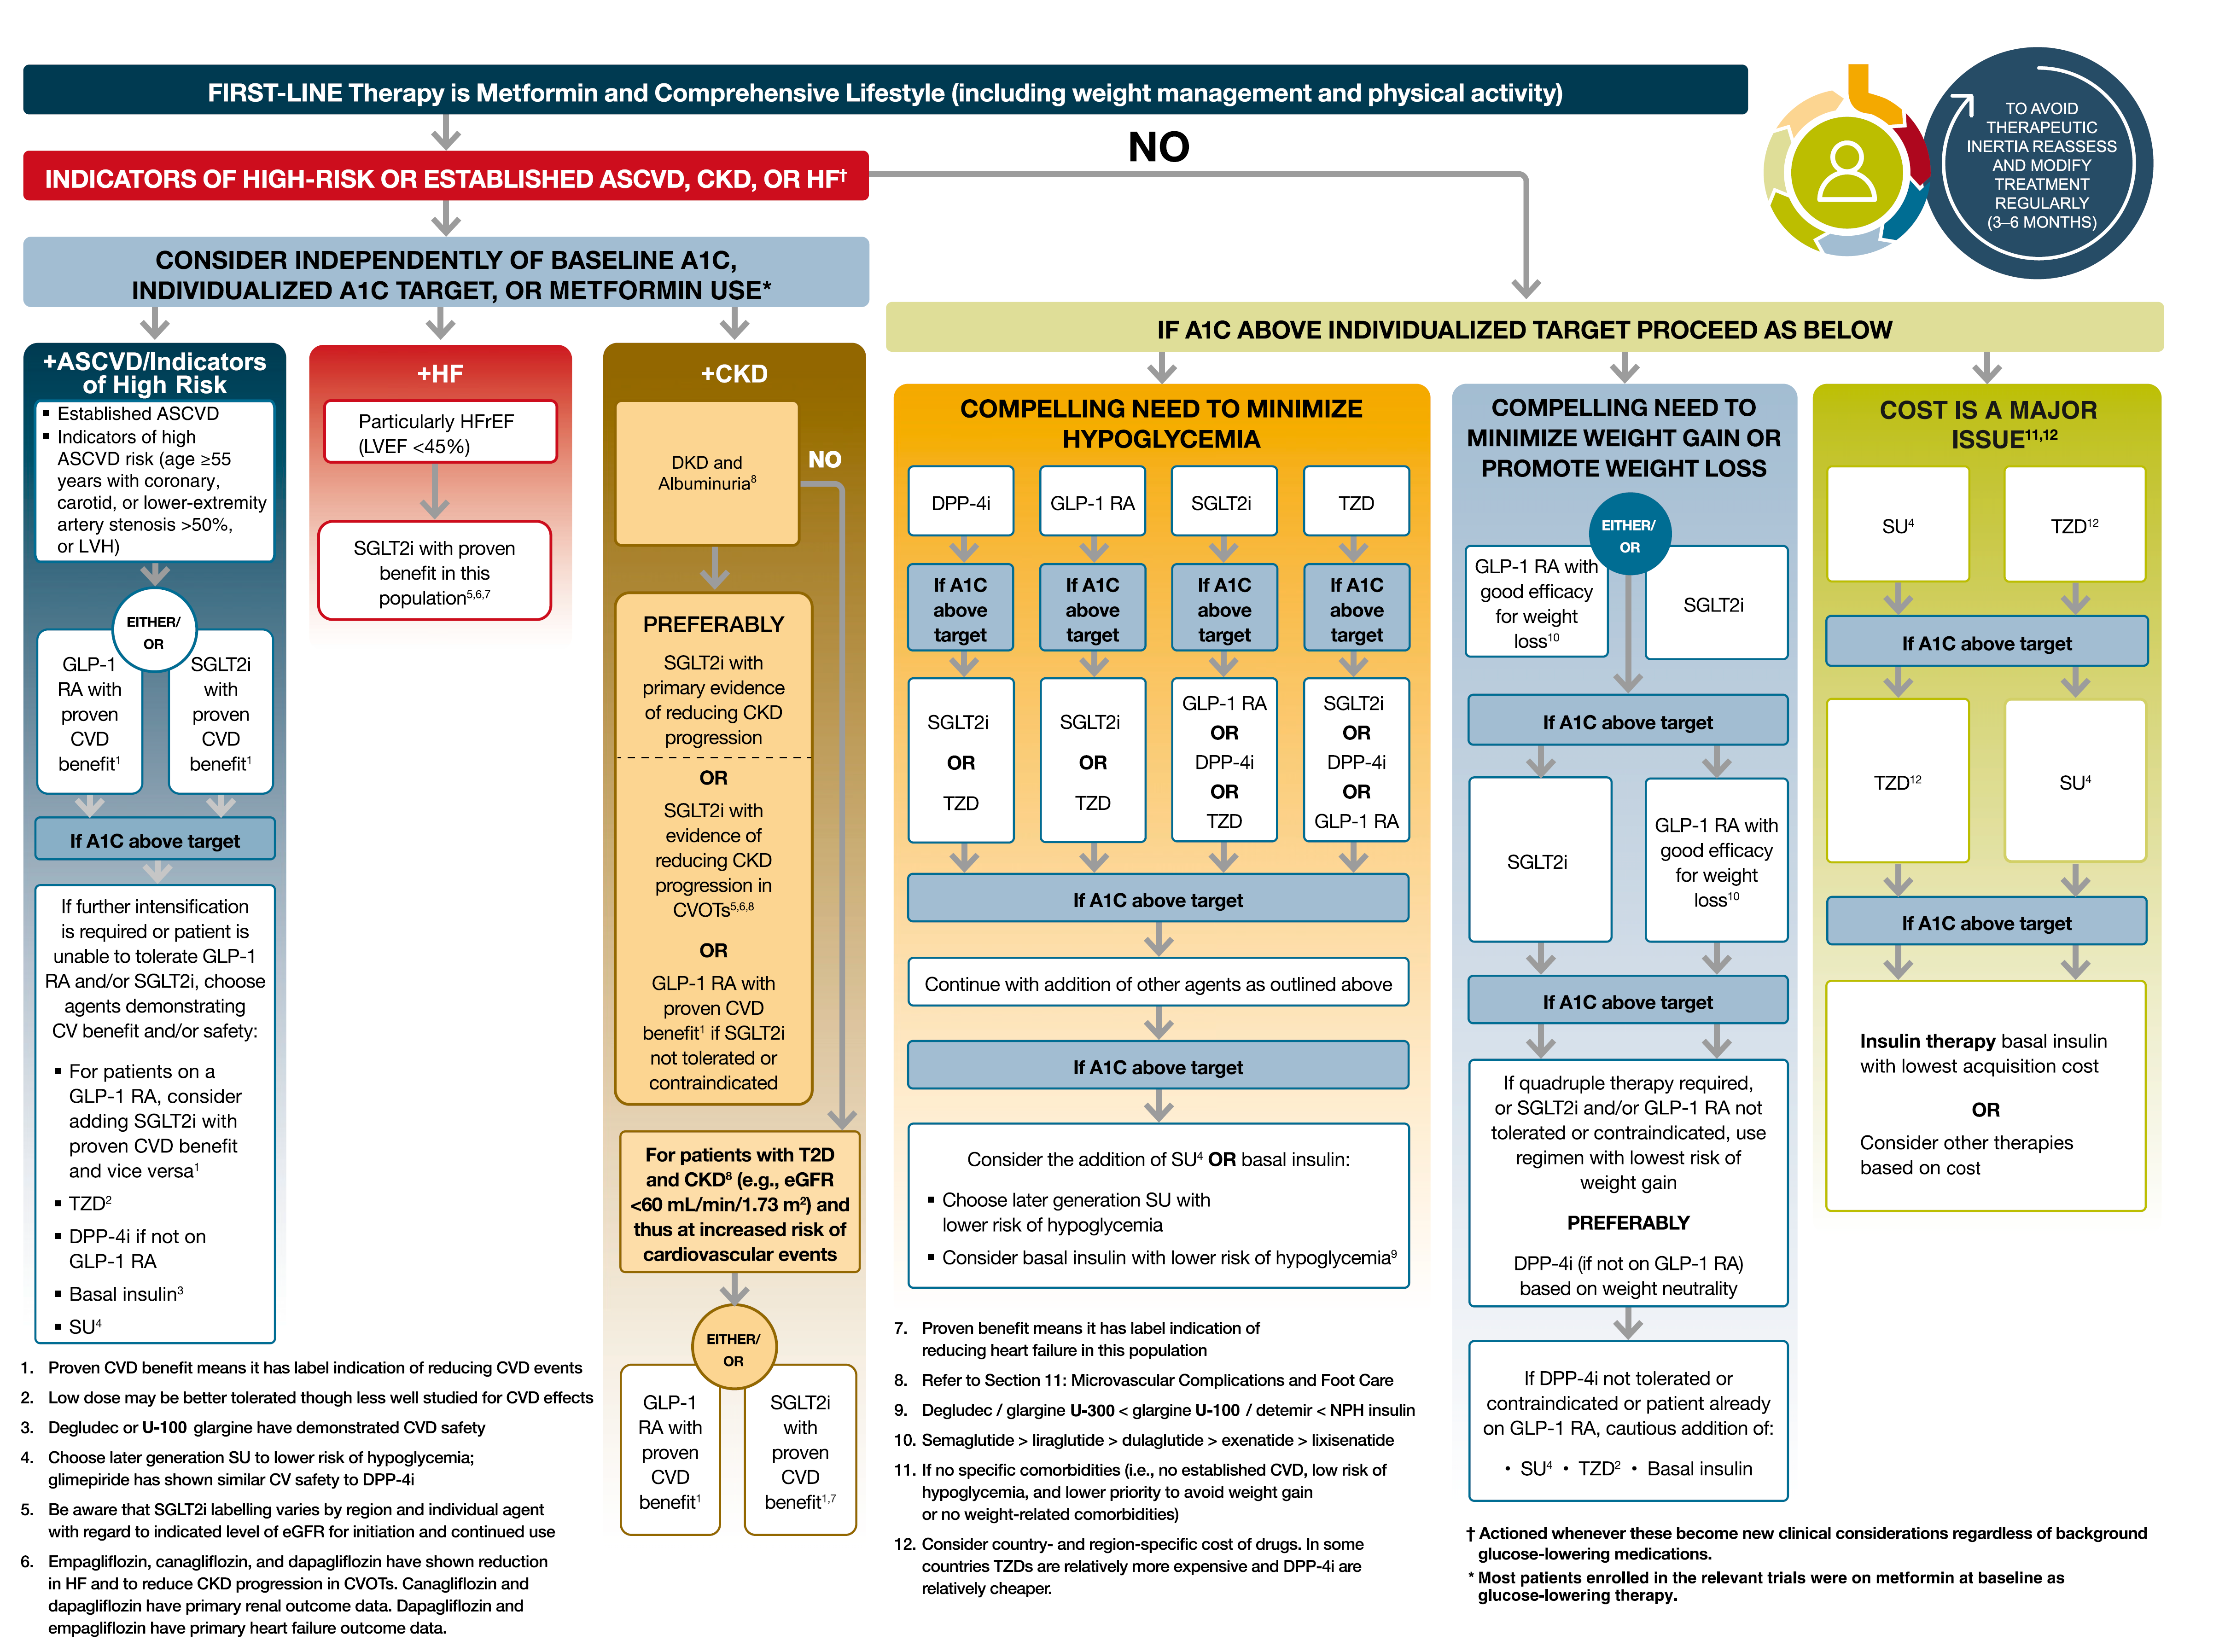 FIRST-LINE Therapy is Metformin and Comprehensive Lifestyle (including weight management and physical activity)
TO AVOID
THERAPEUTIC
INERTIA REASSESS
AND MODIFY
TREATMENT
REGULARLY
(3–6 MONTHS)
NO
INDICATORS OF HIGH-RISK OR ESTABLISHED ASCVD, CKD, OR HF†
CONSIDER INDEPENDENTLY OF BASELINE A1C,
INDIVIDUALIZED A1C TARGET, OR METFORMIN USE*
+ASCVD/Indicators
of High Risk
▪ Established ASCVD
▪ Indicators of high
ASCVD risk (age ≥55
years with coronary,
carotid, or lower-extremity
artery stenosis >50%,
or LVH)
EITHER/
OR
GLP-1
RA with
proven
CVD
benefit¹
SGLT2i
with
proven
CVD
benefit¹
If A1C above target
If further intensification
is required or patient is
unable to tolerate GLP-1
RA and/or SGLT2i, choose
agents demonstrating
CV benefit and/or safety:
▪ For patients on a
GLP-1 RA, consider
adding SGLT2i with
proven CVD benefit
and vice versa¹
▪ TZD²
▪ DPP-4i if not on
GLP-1 RA
▪ Basal insulin³
▪ SU⁴
+HF
Particularly HFrEF
(LVEF <45%)
SGLT2i with proven
benefit in this
population⁵,⁶,⁷
+CKD
DKD and
Albuminuria⁸
NO
PREFERABLY
SGLT2i with
primary evidence
of reducing CKD
progression
OR
SGLT2i with
evidence of
reducing CKD
progression in
CVOTs⁵,⁶,⁸
OR
GLP-1 RA with
proven CVD
benefit¹ if SGLT2i
not tolerated or
contraindicated
For patients with T2D
and CKD⁸ (e.g., eGFR
<60 mL/min/1.73 m²) and
thus at increased risk of
cardiovascular events
EITHER/
OR
GLP-1
RA with
proven
CVD
benefit¹
SGLT2i
with
proven
CVD
benefit¹,⁷
IF A1C ABOVE INDIVIDUALIZED TARGET PROCEED AS BELOW
COMPELLING NEED TO MINIMIZE
HYPOGLYCEMIA
DPP-4i
GLP-1 RA
SGLT2i
TZD
If A1C
above
target
If A1C
above
target
If A1C
above
target
If A1C
above
target
SGLT2i
OR
TZD
SGLT2i
OR
TZD
GLP-1 RA
OR
DPP-4i
OR
TZD
SGLT2i
OR
DPP-4i
OR
GLP-1 RA
If A1C above target
Continue with addition of other agents as outlined above
If A1C above target
Consider the addition of SU⁴ OR basal insulin:
▪ Choose later generation SU with
lower risk of hypoglycemia
▪ Consider basal insulin with lower risk of hypoglycemia⁹
COMPELLING NEED TO
MINIMIZE WEIGHT GAIN OR
PROMOTE WEIGHT LOSS
EITHER/
OR
GLP-1 RA with
good efficacy
for weight
loss¹⁰
SGLT2i
If A1C above target
SGLT2i
GLP-1 RA with
good efficacy
for weight
loss¹⁰
If A1C above target
If quadruple therapy required,
or SGLT2i and/or GLP-1 RA not
tolerated or contraindicated, use
regimen with lowest risk of
weight gain
PREFERABLY
DPP-4i (if not on GLP-1 RA)
based on weight neutrality
If DPP-4i not tolerated or
contraindicated or patient already
on GLP-1 RA, cautious addition of:
• SU⁴ • TZD² • Basal insulin
COST IS A MAJOR
ISSUE¹¹,¹²
SU⁴
TZD¹²
If A1C above target
TZD¹²
SU⁴
If A1C above target
Insulin therapy basal insulin
with lowest acquisition cost
OR
Consider other therapies
based on cost
1. Proven CVD benefit means it has label indication of reducing CVD events
2. Low dose may be better tolerated though less well studied for CVD effects
3. Degludec or U-100 glargine have demonstrated CVD safety
4. Choose later generation SU to lower risk of hypoglycemia;
glimepiride has shown similar CV safety to DPP-4i
5. Be aware that SGLT2i labelling varies by region and individual agent
with regard to indicated level of eGFR for initiation and continued use
6. Empagliflozin, canagliflozin, and dapagliflozin have shown reduction
in HF and to reduce CKD progression in CVOTs. Canagliflozin and
dapagliflozin have primary renal outcome data. Dapagliflozin and
empagliflozin have primary heart failure outcome data.
7. Proven benefit means it has label indication of
reducing heart failure in this population
8. Refer to Section 11: Microvascular Complications and Foot Care
9. Degludec / glargine U-300 < glargine U-100 / detemir < NPH insulin
10. Semaglutide > liraglutide > dulaglutide > exenatide > lixisenatide
11. If no specific comorbidities (i.e., no established CVD, low risk of
hypoglycemia, and lower priority to avoid weight gain
or no weight-related comorbidities)
12. Consider country- and region-specific cost of drugs. In some
countries TZDs are relatively more expensive and DPP-4i are
relatively cheaper.
† Actioned whenever these become new clinical considerations regardless of background
glucose-lowering medications.
* Most patients enrolled in the relevant trials were on metformin at baseline as
glucose-lowering therapy.